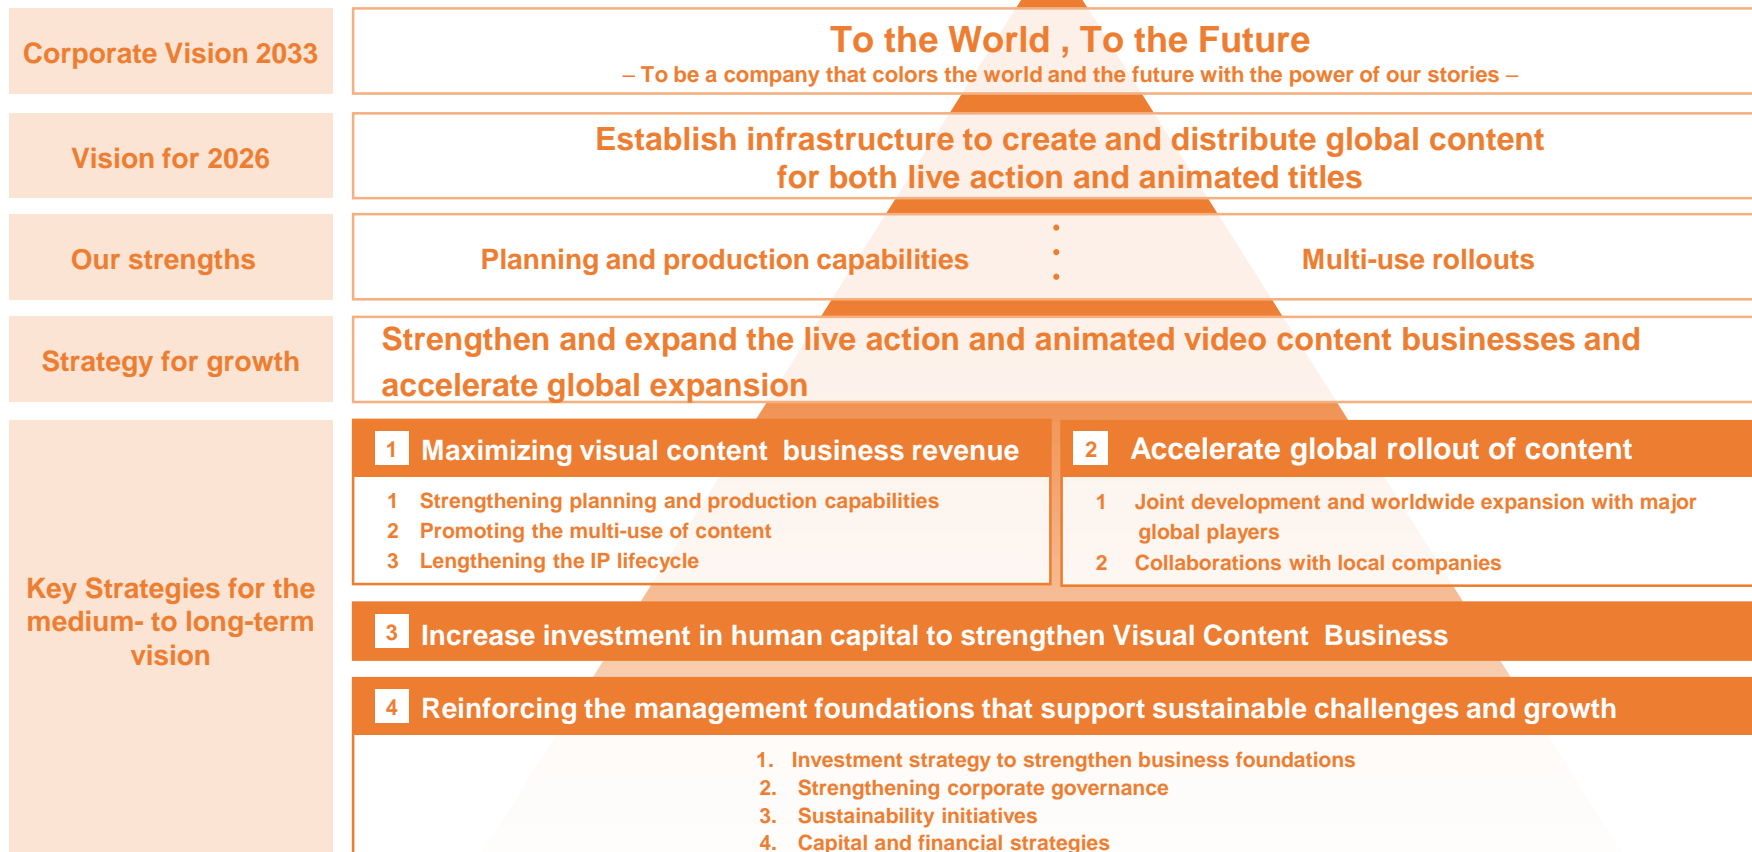 Corporate Vision 2033
To the World , To the Future
– To be a company that colors the world and the future with the power of our stories –
Vision for 2026
Establish infrastructure to create and distribute global content
for both live action and animated titles
Our strengths
Planning and production capabilities
Multi-use rollouts
Strategy for growth
Strengthen and expand the live action and animated video content businesses and
accelerate global expansion
Key Strategies for the
medium- to long-term
vision
1 Maximizing visual content business revenue
1 Strengthening planning and production capabilities
2 Promoting the multi-use of content
3 Lengthening the IP lifecycle
2 Accelerate global rollout of content
1 Joint development and worldwide expansion with major
global players
2 Collaborations with local companies
3 Increase investment in human capital to strengthen Visual Content Business
4 Reinforcing the management foundations that support sustainable challenges and growth
1. Investment strategy to strengthen business foundations
2. Strengthening corporate governance
3. Sustainability initiatives
4. Capital and financial strategies